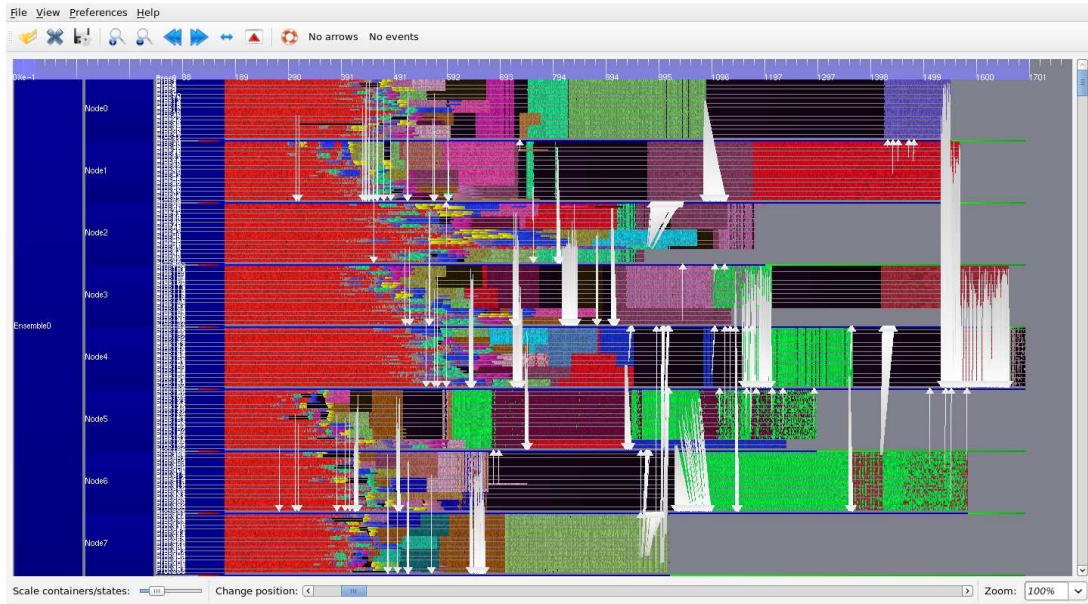 File View Preferences Help
No arrows No events
0Xe-1 88 189 290 391 491 592 693 794 894 995 1096 1197 1297 1398 1499 1600 1701
Node0
Node1
Node2
Node3
Ensemble0
Node4
Node5
Node6
Node7
Scale containers/states: Change position: Zoom: 100%